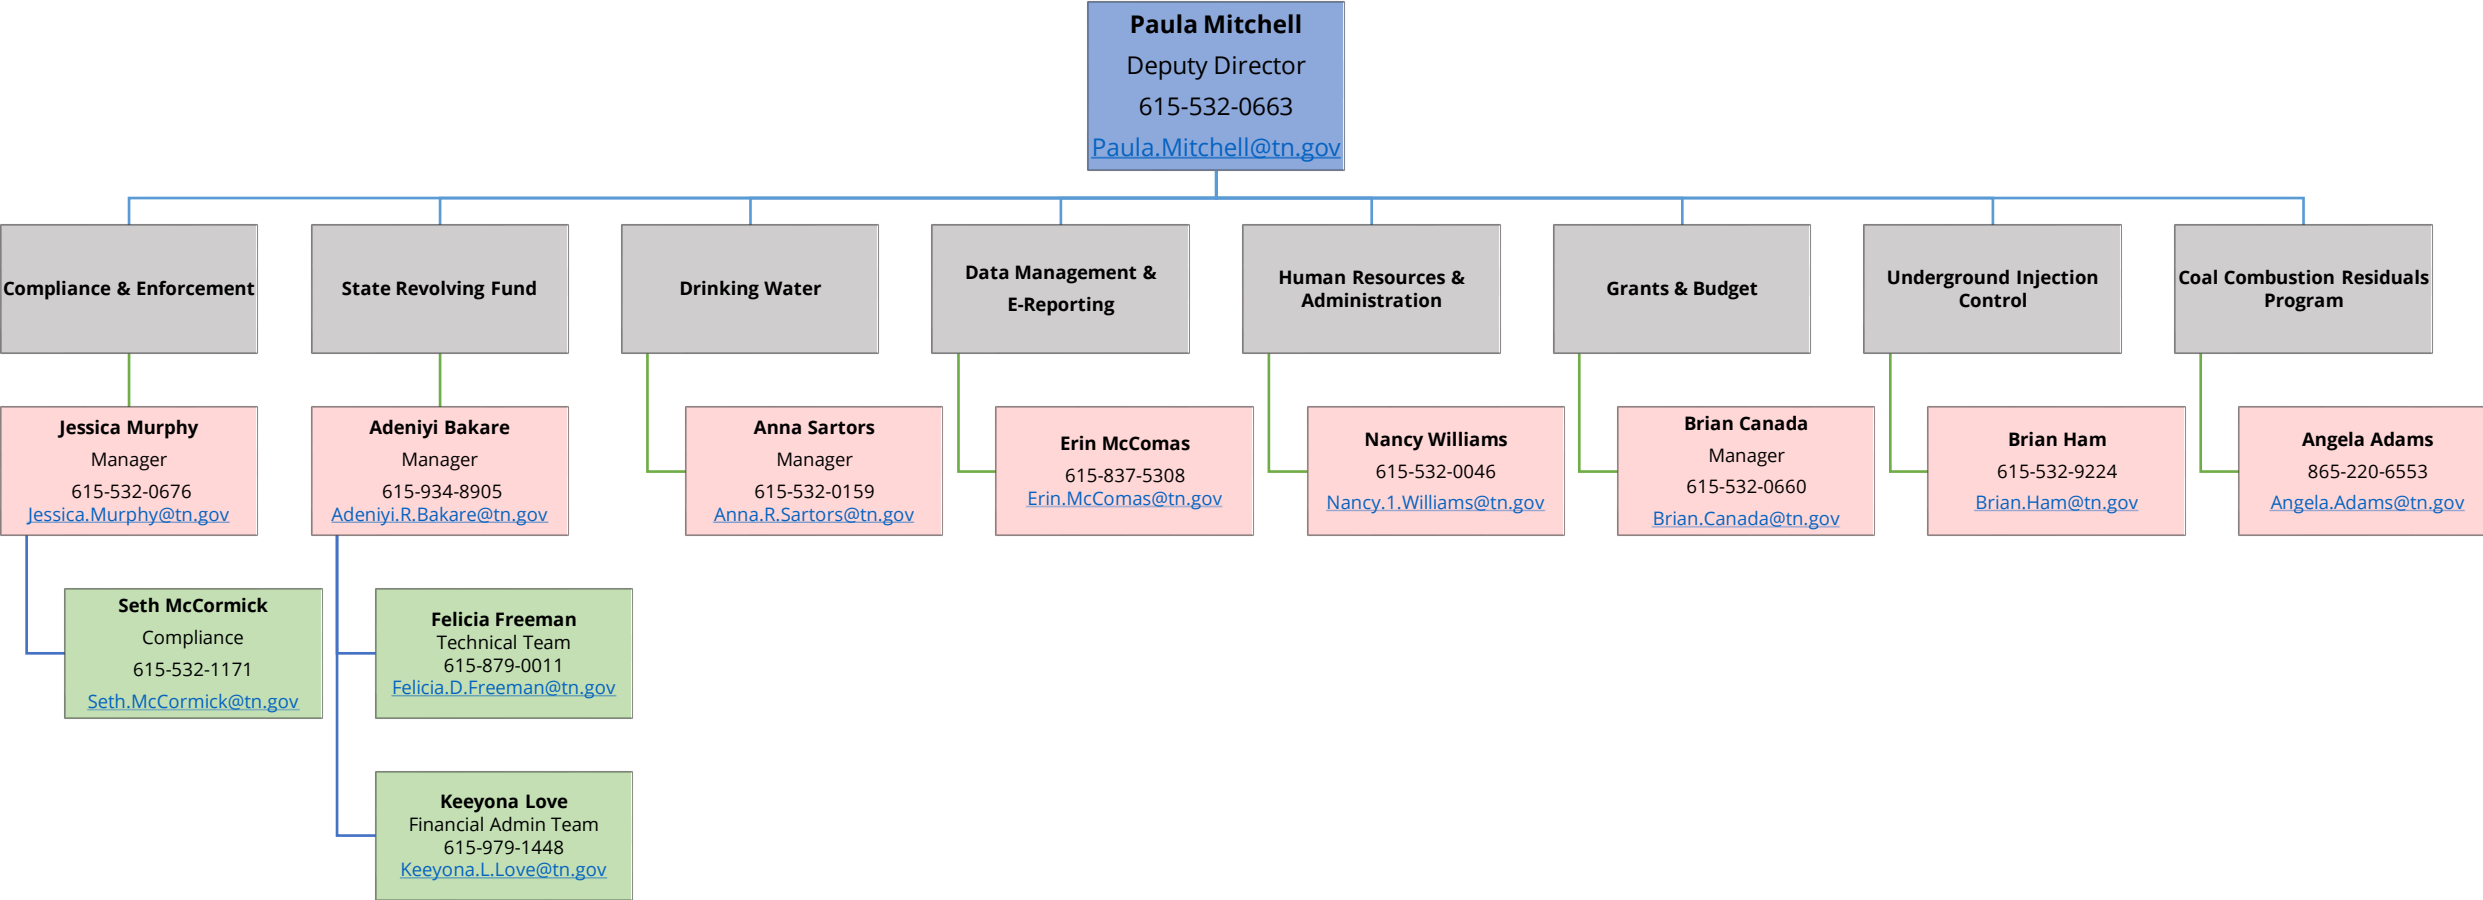 Paula Mitchell
Deputy Director
615-532-0663
Paula.Mitchell@tn.gov
Compliance & Enforcement
State Revolving Fund
Drinking Water
Data Management &
E-Reporting
Human Resources &
Administration
Grants & Budget
Underground Injection
Control
Coal Combustion Residuals
Program
Jessica Murphy
Manager
615-532-0676
Jessica.Murphy@tn.gov
Adeniyi Bakare
Manager
615-934-8905
Adeniyi.R.Bakare@tn.gov
Anna Sartors
Manager
615-532-0159
Anna.R.Sartors@tn.gov
Erin McComas
615-837-5308
Erin.McComas@tn.gov
Nancy Williams
615-532-0046
Nancy.1.Williams@tn.gov
Brian Canada
Manager
615-532-0660
Brian.Canada@tn.gov
Brian Ham
615-532-9224
Brian.Ham@tn.gov
Angela Adams
865-220-6553
Angela.Adams@tn.gov
Seth McCormick
Compliance
615-532-1171
Seth.McCormick@tn.gov
Felicia Freeman
Technical Team
615-879-0011
Felicia.D.Freeman@tn.gov
Keeyona Love
Financial Admin Team
615-979-1448
Keeyona.L.Love@tn.gov